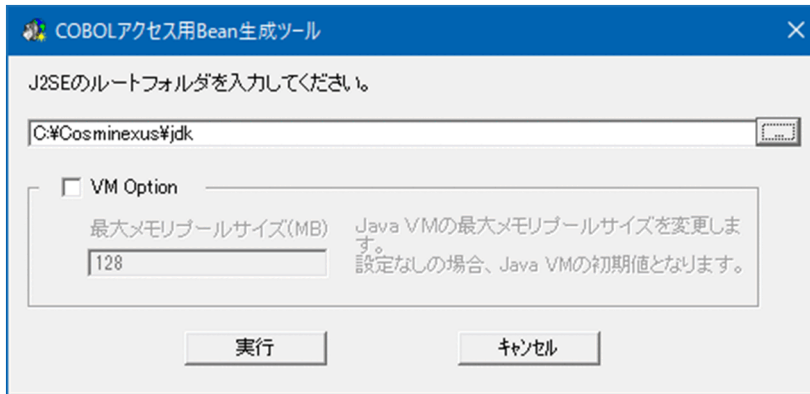 COBOLアクセス用Bean生成ツール
J2SEのルートフォルダを入力してください。
C:¥Cosminexus¥jdk
...
VM Option
最大メモリプールサイズ(MB)
128
Java VMの最大メモリプールサイズを変更しま
す。
設定なしの場合、Java VMの初期値となります。
実行
キャンセル